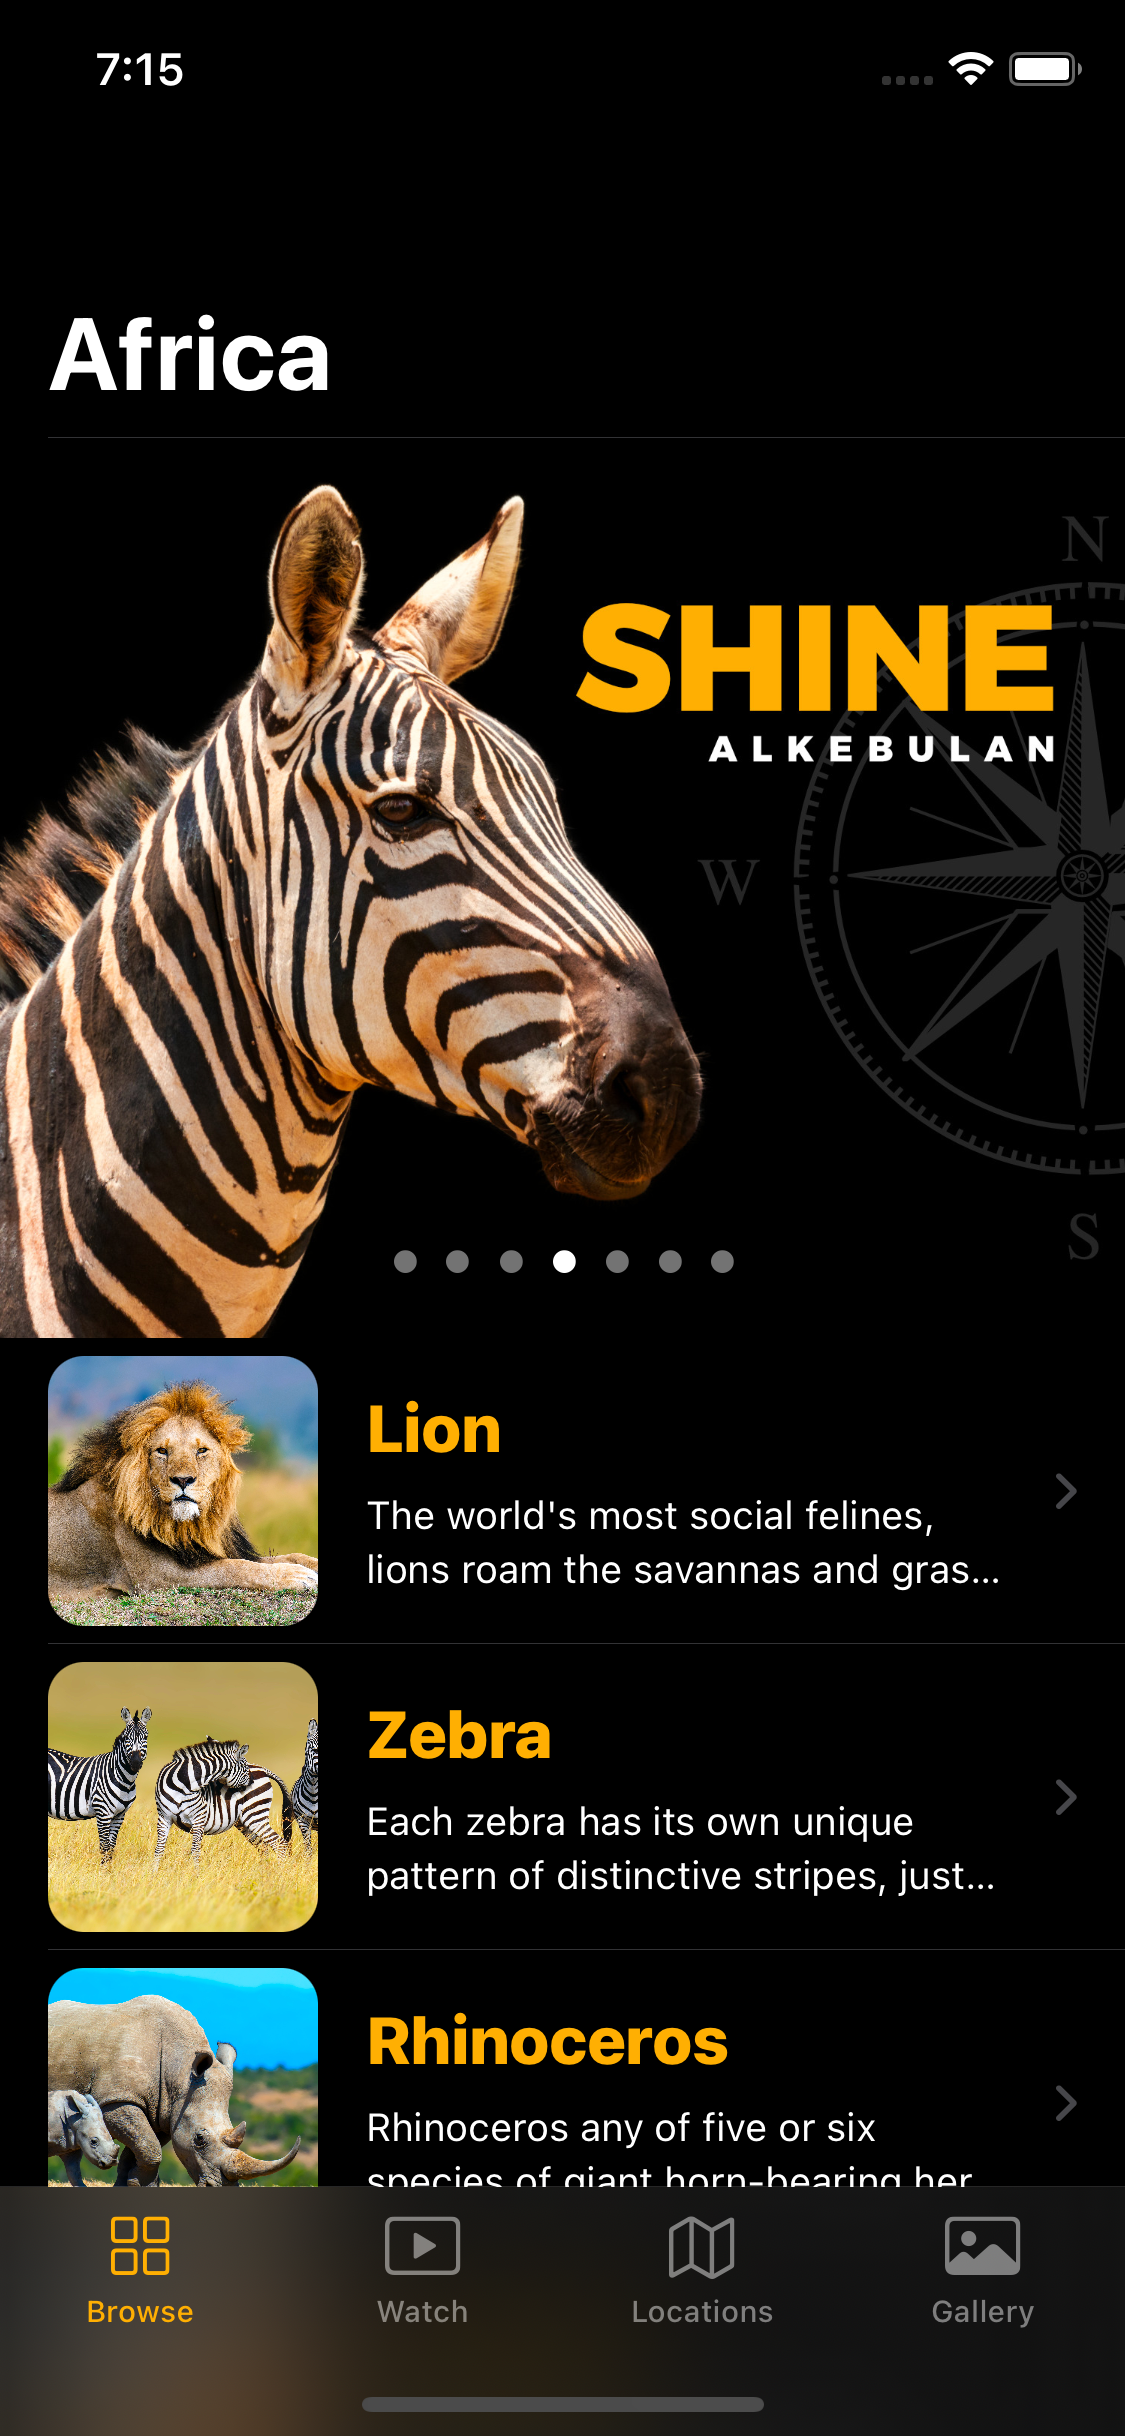 7:15
Africa
N
SHINE
ALKEBULAN
W
S
Lion
The world's most social felines,
lions roam the savannas and gras...
Zebra
Each zebra has its own unique
pattern of distinctive stripes, just...
Rhinoceros
Rhinoceros any of five or six
species of giant horn-bearing her
Browse
Watch
Locations
Gallery